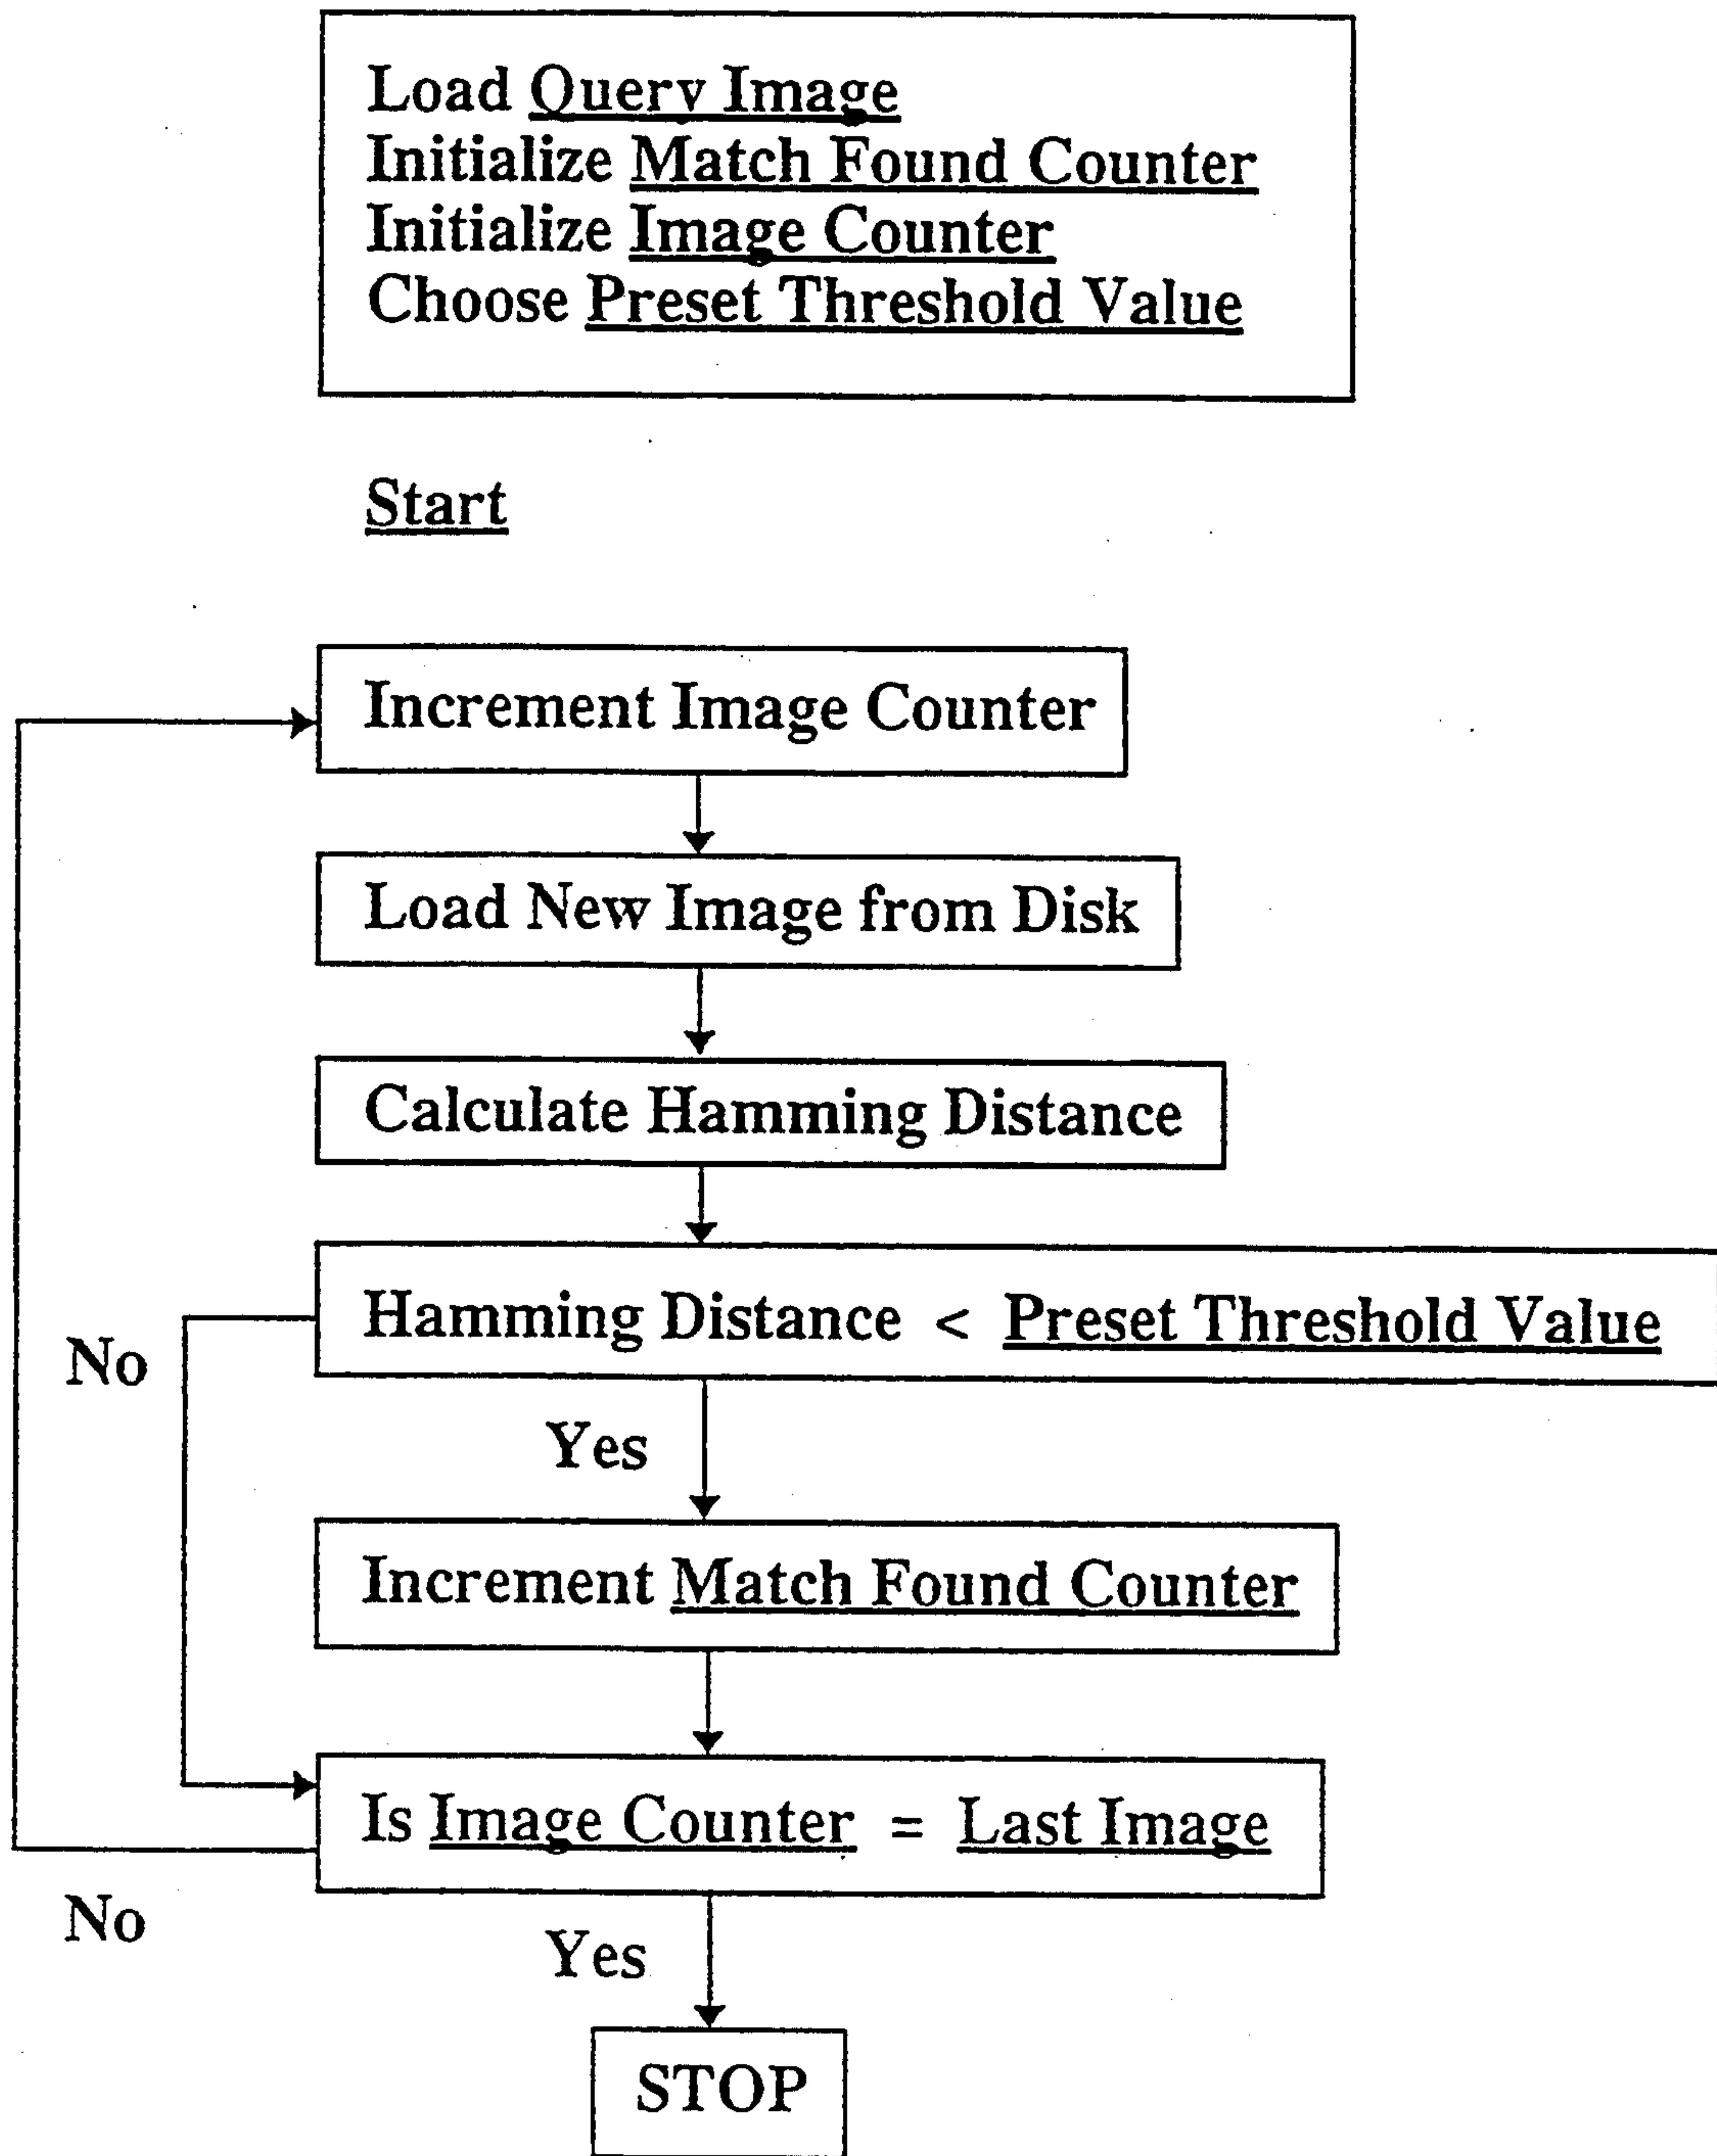 Load Query Image
Initialize Match Found Counter
Initialize Image Counter
Choose Preset Threshold Value
Start
Increment Image Counter
Load New Image from Disk
Calculate Hamming Distance
Hamming Distance < Preset Threshold Value
No
Yes
Increment Match Found Counter
Is Image Counter = Last Image
No
Yes
STOP